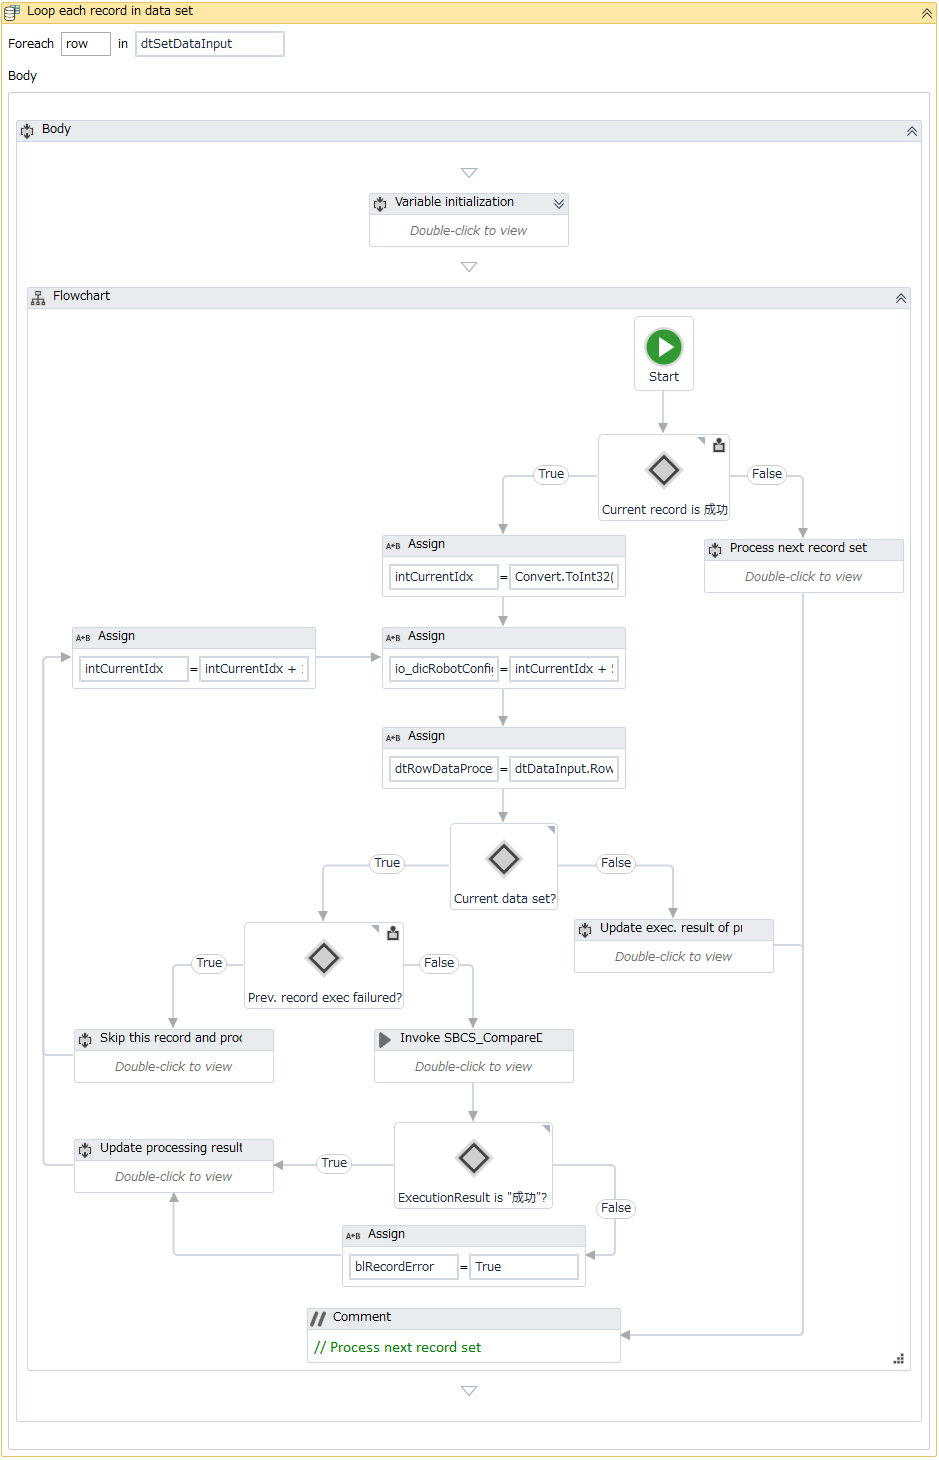 Loop each record in data set
Foreach row in dtSetDataInput
Body
Body
Variable initialization
Double-click to view
Flowchart
Start
Current record is 成功
True
False
Assign
intCurrentIdx = Convert.ToInt32(
Process next record set
Double-click to view
Assign
intCurrentIdx = intCurrentIdx +
Assign
io_dicRobotConfi = intCurrentIdx +
Assign
dtRowDataProce = dtDataInput.Row
Current data set?
True
False
Update exec. result of
Double-click to view
Prev. record exec failured?
True
False
Skip this record and proc
Double-click to view
Invoke SBCS_Compare
Double-click to view
ExecutionResult is "成功"?
True
False
Update processing result
Double-click to view
Assign
blRecordError = True
Comment
// Process next record set